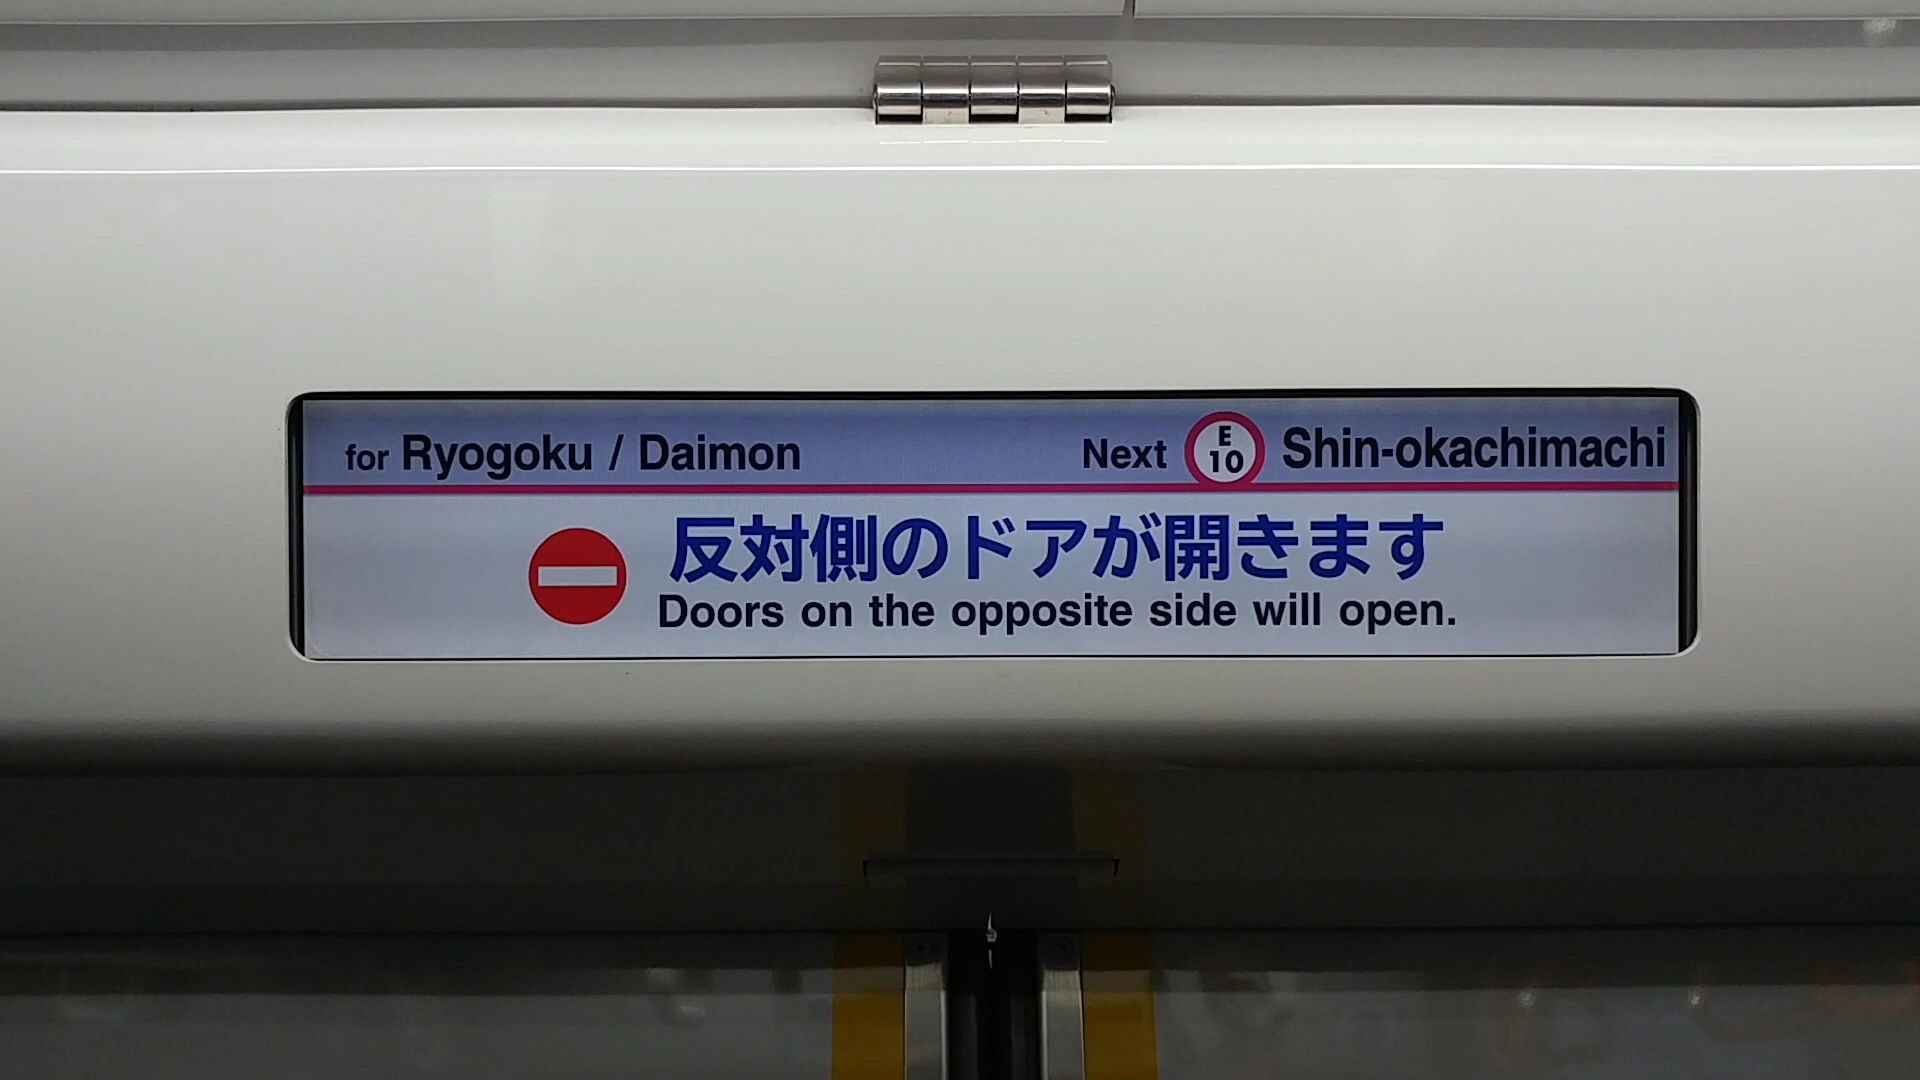 for Ryogoku / Daimon
Next E 10 Shin-okachimachi
反対側のドアが開きます
Doors on the opposite side will open.